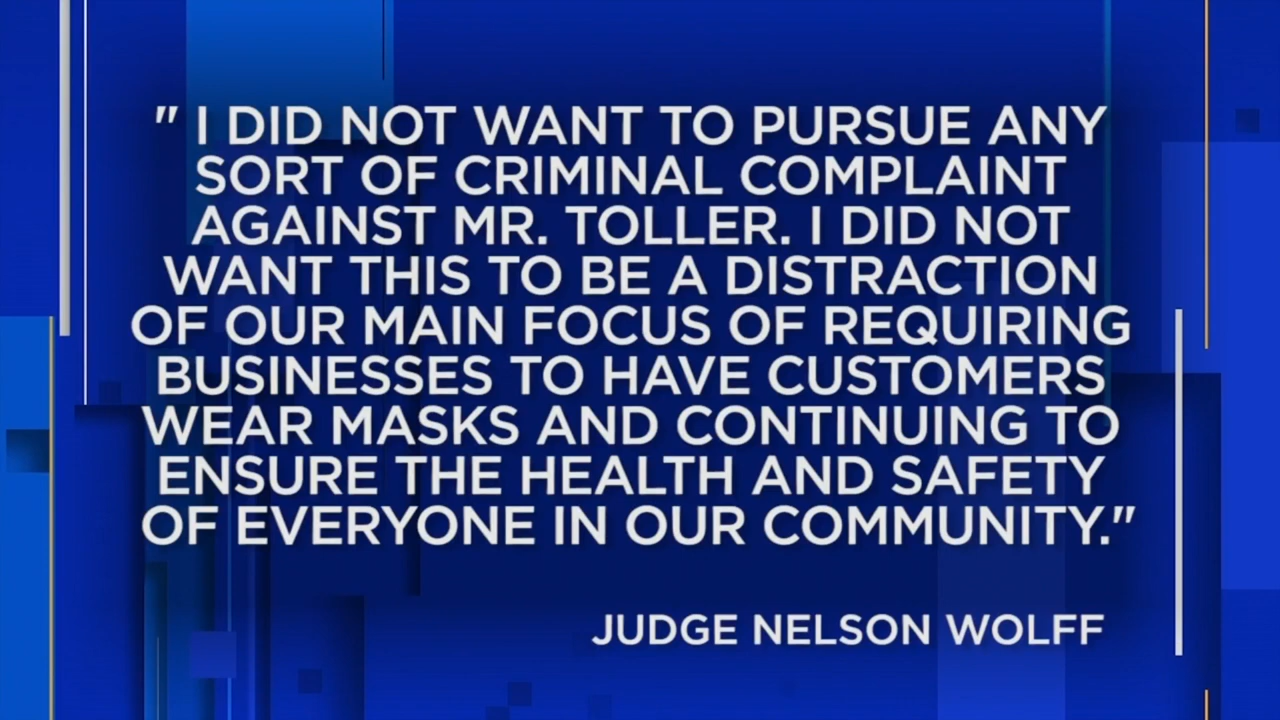 " I DID NOT WANT TO PURSUE ANY
SORT OF CRIMINAL COMPLAINT
AGAINST MR. TOLLER. I DID NOT
WANT THIS TO BE A DISTRACTION
OF OUR MAIN FOCUS OF REQUIRING
BUSINESSES TO HAVE CUSTOMERS
WEAR MASKS AND CONTINUING TO
ENSURE THE HEALTH AND SAFETY
OF EVERYONE IN OUR COMMUNITY."
JUDGE NELSON WOLFF